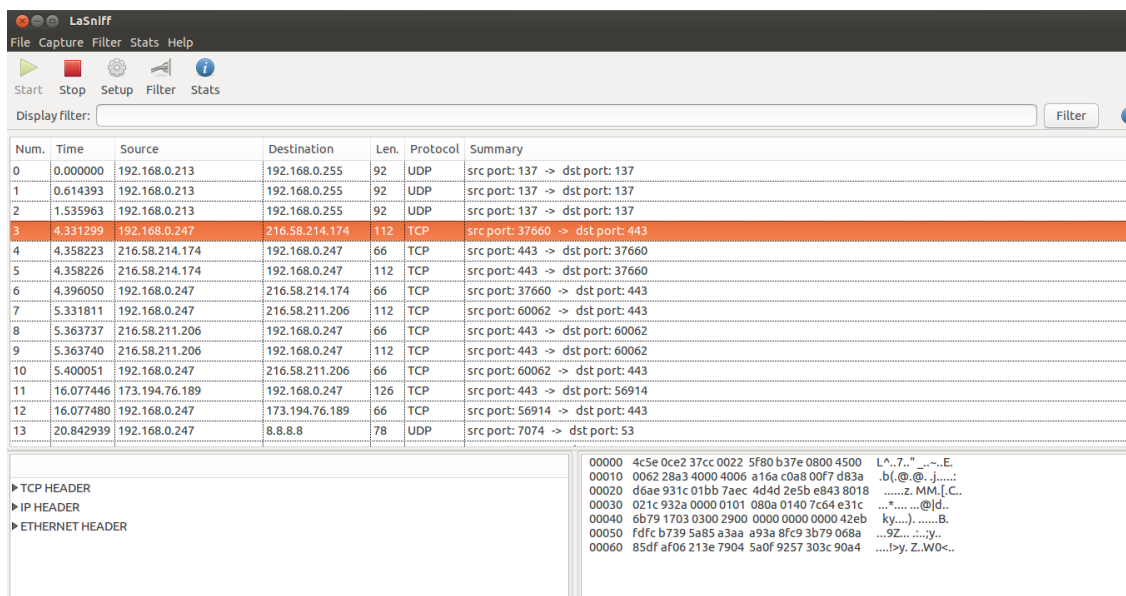 LaSniff
File Capture Filter Stats Help
Start Stop Setup Filter Stats
Display filter: Filter
Num. Time Source Destination Len. Protocol Summary
0 0.000000 192.168.0.213 192.168.0.255 92 UDP src port: 137 -> dst port: 137
1 0.614393 192.168.0.213 192.168.0.255 92 UDP src port: 137 -> dst port: 137
2 1.535963 192.168.0.213 192.168.0.255 92 UDP src port: 137 -> dst port: 137
3 4.331299 192.168.0.247 216.58.214.174 112 TCP src port: 37660 -> dst port: 443
4 4.358223 216.58.214.174 192.168.0.247 66 TCP src port: 443 -> dst port: 37660
5 4.358226 216.58.214.174 192.168.0.247 112 TCP src port: 443 -> dst port: 37660
6 4.396050 192.168.0.247 216.58.214.174 66 TCP src port: 37660 -> dst port: 443
7 5.331811 192.168.0.247 216.58.211.206 112 TCP src port: 60062 -> dst port: 443
8 5.363737 216.58.211.206 192.168.0.247 66 TCP src port: 443 -> dst port: 60062
9 5.363740 216.58.211.206 192.168.0.247 112 TCP src port: 443 -> dst port: 60062
10 5.400051 192.168.0.247 216.58.211.206 66 TCP src port: 60062 -> dst port: 443
11 16.077446 173.194.76.189 192.168.0.247 126 TCP src port: 443 -> dst port: 56914
12 16.077480 192.168.0.247 173.194.76.189 66 TCP src port: 56914 -> dst port: 443
13 20.842939 192.168.0.247 8.8.8.8 78 UDP src port: 7074 -> dst port: 53
TCP HEADER
IP HEADER
ETHERNET HEADER
00000 4c5e 0ce2 37cc 0022 5f80 b37e 0800 4500 L^..7.." _..~..E.
00010 0062 28a3 4000 4006 a16a c0a8 00f7 d83a .b(.@.@. .j.....:
00020 d6ae 931c 01bb 7aec 4d4d 2e5b e843 8018 ......z. MM.[.C..
00030 021c 932a 0000 0101 080a 0140 7c64 e31c ...*.... ...@|d..
00040 6b79 1703 0300 2900 0000 0000 0000 42eb ky....). ......B.
00050 fdfc b739 5a85 a3aa a93a 8fc9 3b79 068a ...9Z... .:..;y..
00060 85df af06 213e 7904 5a0f 9257 303c 90a4 ....!>y. Z..W0<..